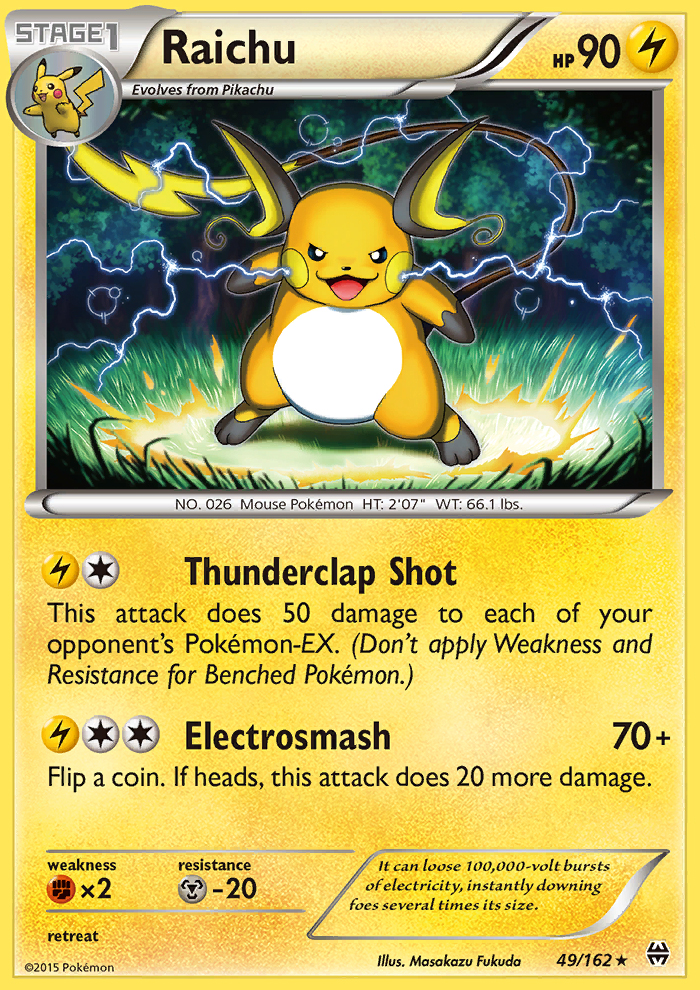 STAGE1
Raichu
HP 90
Evolves from Pikachu
NO. 026 Mouse Pokémon HT: 2'07" WT: 66.1 lbs.
Thunderclap Shot
This attack does 50 damage to each of your
opponent's Pokémon-EX. (Don't apply Weakness and
Resistance for Benched Pokémon.)
Electrosmash 70+
Flip a coin. If heads, this attack does 20 more damage.
weakness resistance
×2 -20
It can loose 100,000-volt bursts
of electricity, instantly downing
foes several times its size.
retreat
©2015 Pokémon
Illus. Masakazu Fukuda 49/162 ★